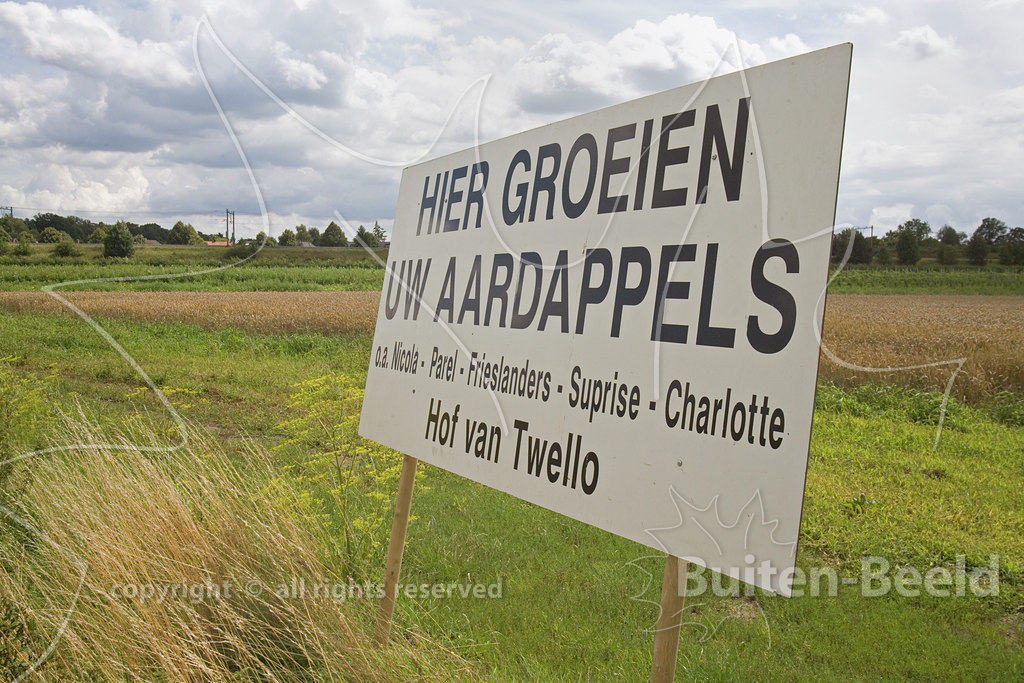 HIER GROEIEN
UW AARDAPPELS
o.a. Nicola - Parel - Frieslanders - Suprise - Charlotte
Hof van Twello
copyright © all rights reserved
Buiten-Beeld